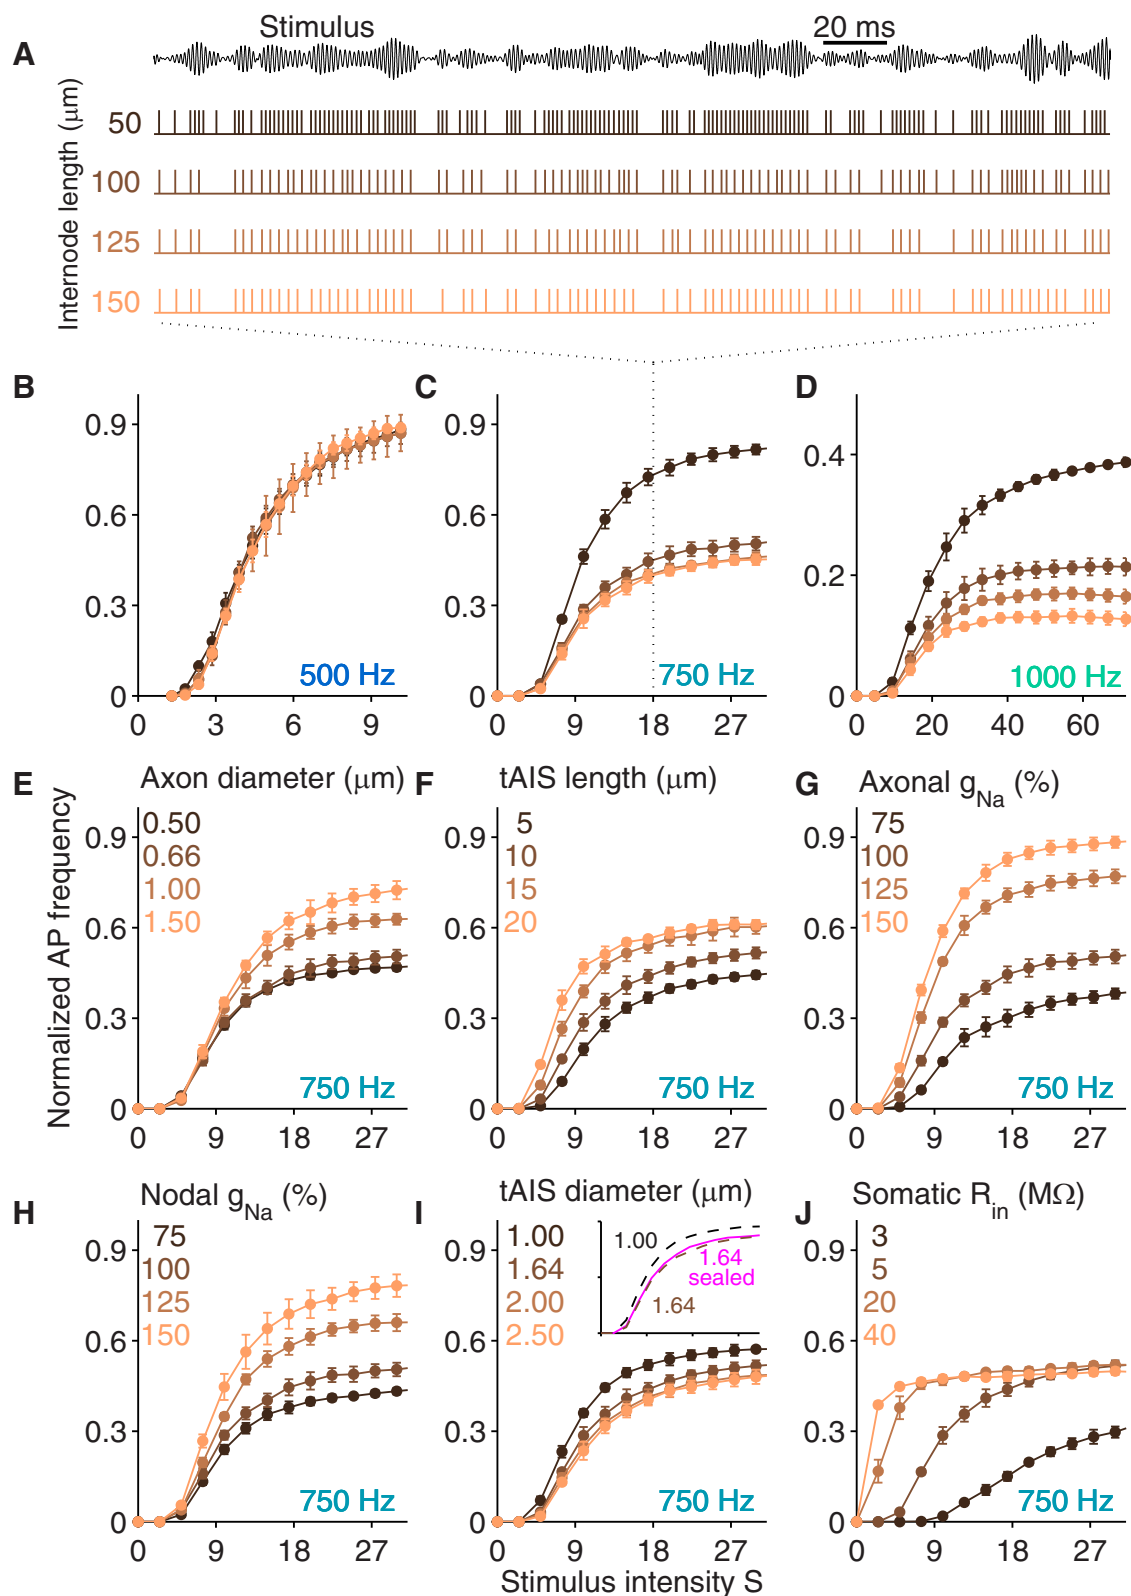 Stimulus
20 ms
A
Internode length (μm)
50
100
125
150
B
0.9
0.6
0.3
0
0 3 6 9
500 Hz
C
0.9
0.6
0.3
0
0 9 18 27
750 Hz
D
0.4
0.2
0
0 20 40 60
1000 Hz
Normalized AP frequency
E
Axon diameter (μm)
0.50
0.66
1.00
1.50
0.9
0.6
0.3
0
0 9 18 27
750 Hz
F
tAIS length (μm)
5
10
15
20
0.9
0.6
0.3
0
0 9 18 27
750 Hz
G
Axonal gNa (%)
75
100
125
150
0.9
0.6
0.3
0
0 9 18 27
750 Hz
H
Nodal gNa (%)
75
100
125
150
0.9
0.6
0.3
0
0 9 18 27
750 Hz
I
tAIS diameter (μm)
1.00
1.64
2.00
2.50
1.00
1.64
sealed
1.64
0.9
0.6
0.3
0
0 9 18 27
750 Hz
J
Somatic Rin (MΩ)
3
5
20
40
0.9
0.6
0.3
0
0 9 18 27
750 Hz
Stimulus intensity S